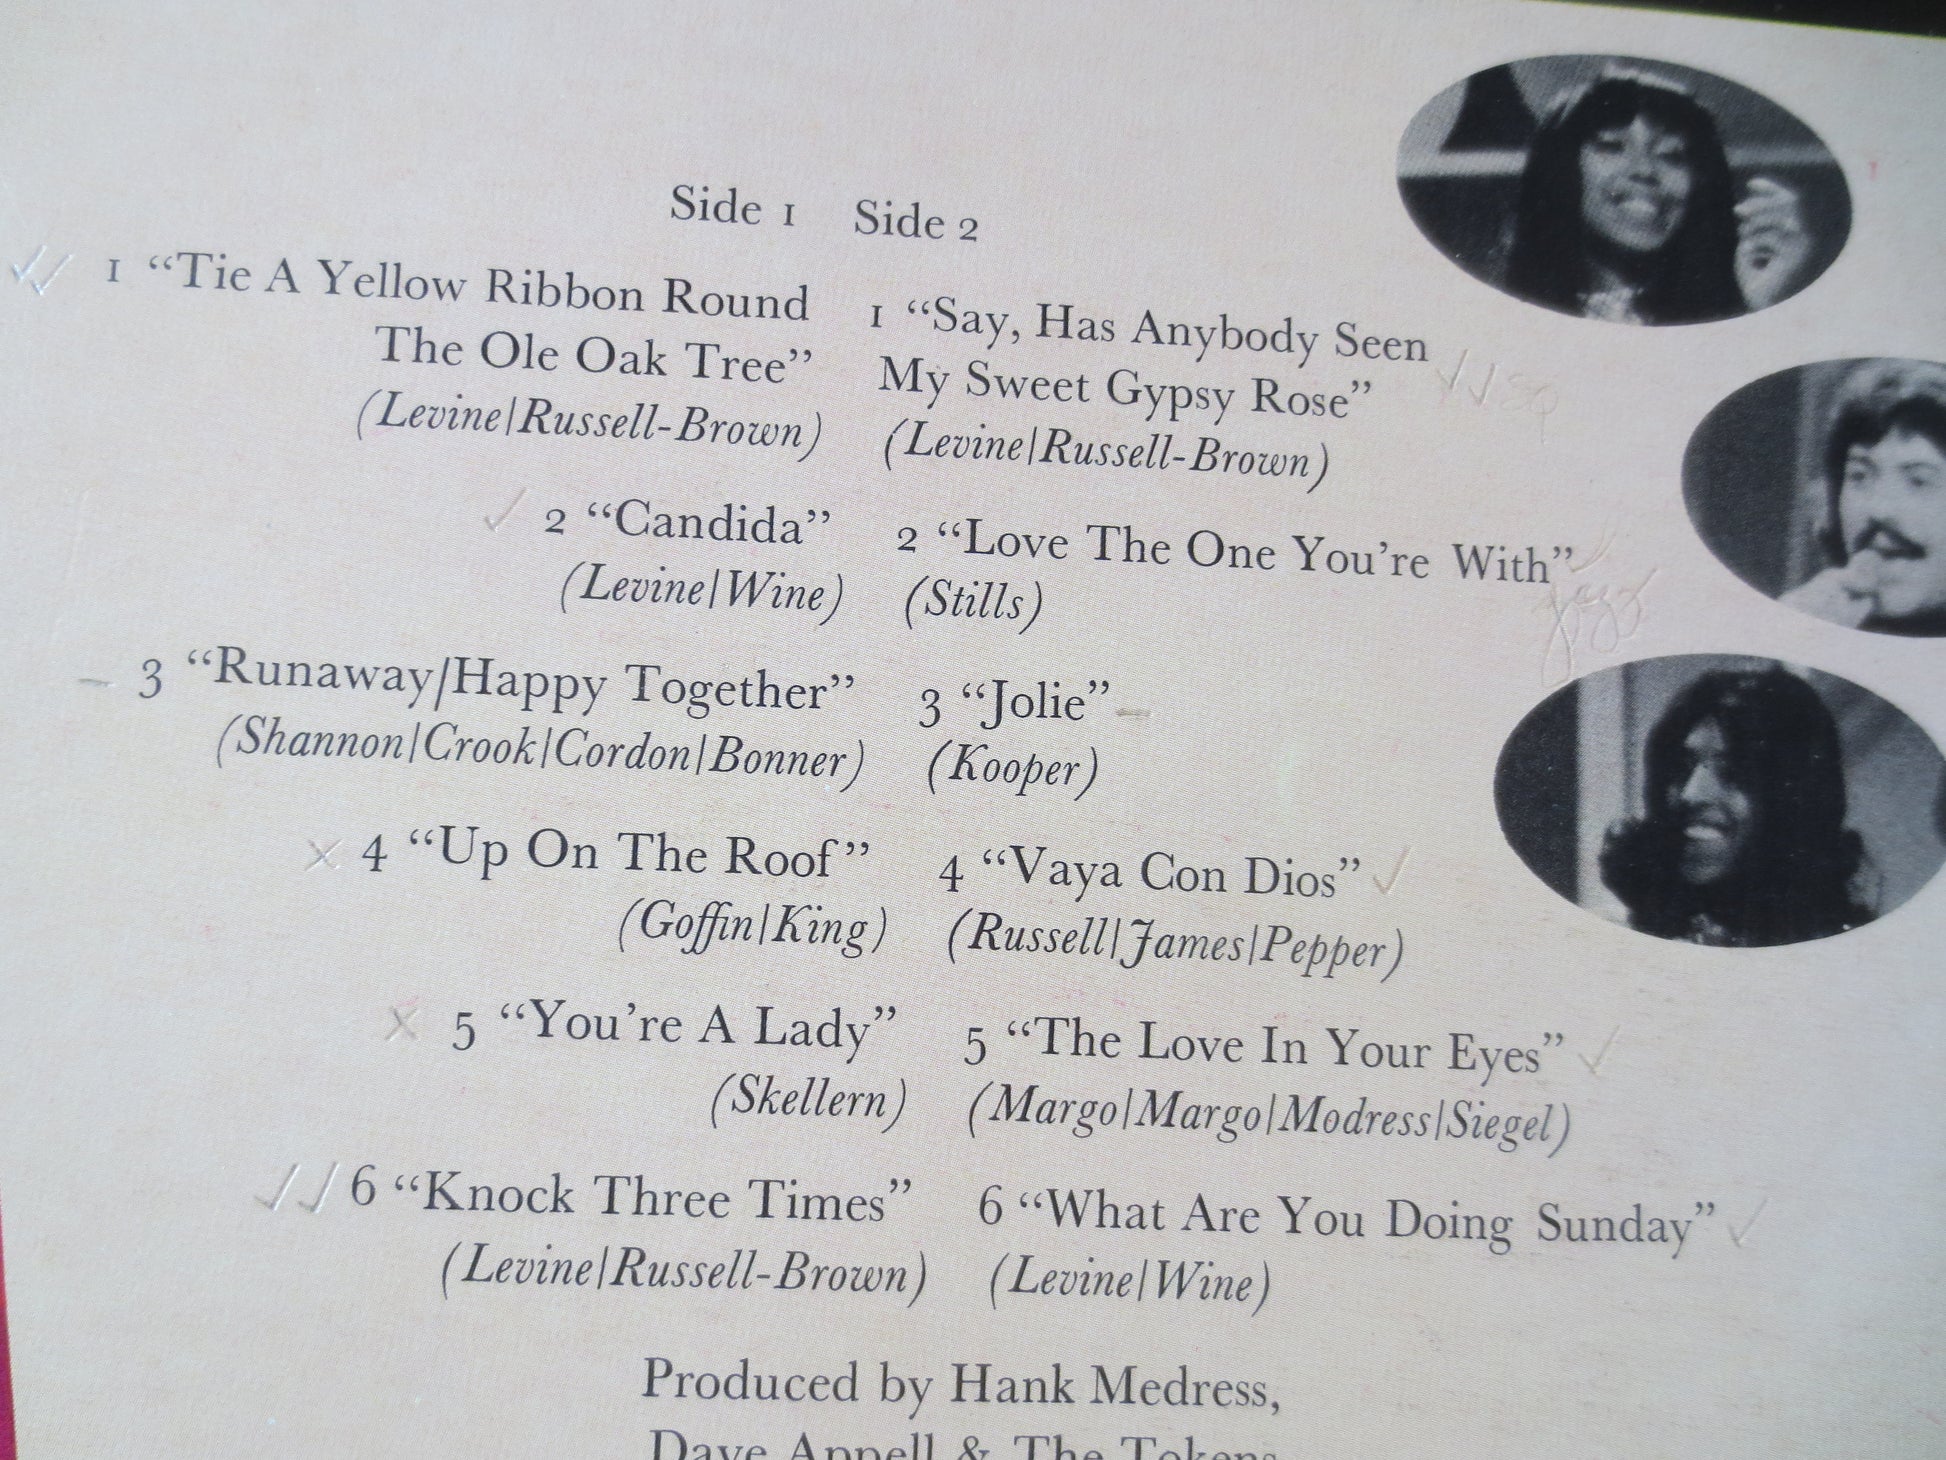 Side 1
1 “Tie A Yellow Ribbon Round
The Ole Oak Tree”
(Levine|Russell-Brown)
2 “Candida”
(Levine|Wine)
3 “Runaway/Happy Together”
(Shannon|Crook|Cordon|Bonner)
4 “Up On The Roof”
(Goffin|King)
5 “You’re A Lady”
(Skellern)
6 “Knock Three Times”
(Levine|Russell-Brown)
Side 2
1 “Say, Has Anybody Seen
My Sweet Gypsy Rose”
(Levine|Russell-Brown)
2 “Love The One You’re With”
(Stills)
jazz
3 “Jolie”
(Kooper)
4 “Vaya Con Dios”
(Russell|James|Pepper)
5 “The Love In Your Eyes”
(Margo|Margo|Modress|Siegel)
6 “What Are You Doing Sunday”
(Levine|Wine)
Produced by Hank Medress,
Dave Appell & The Tokens